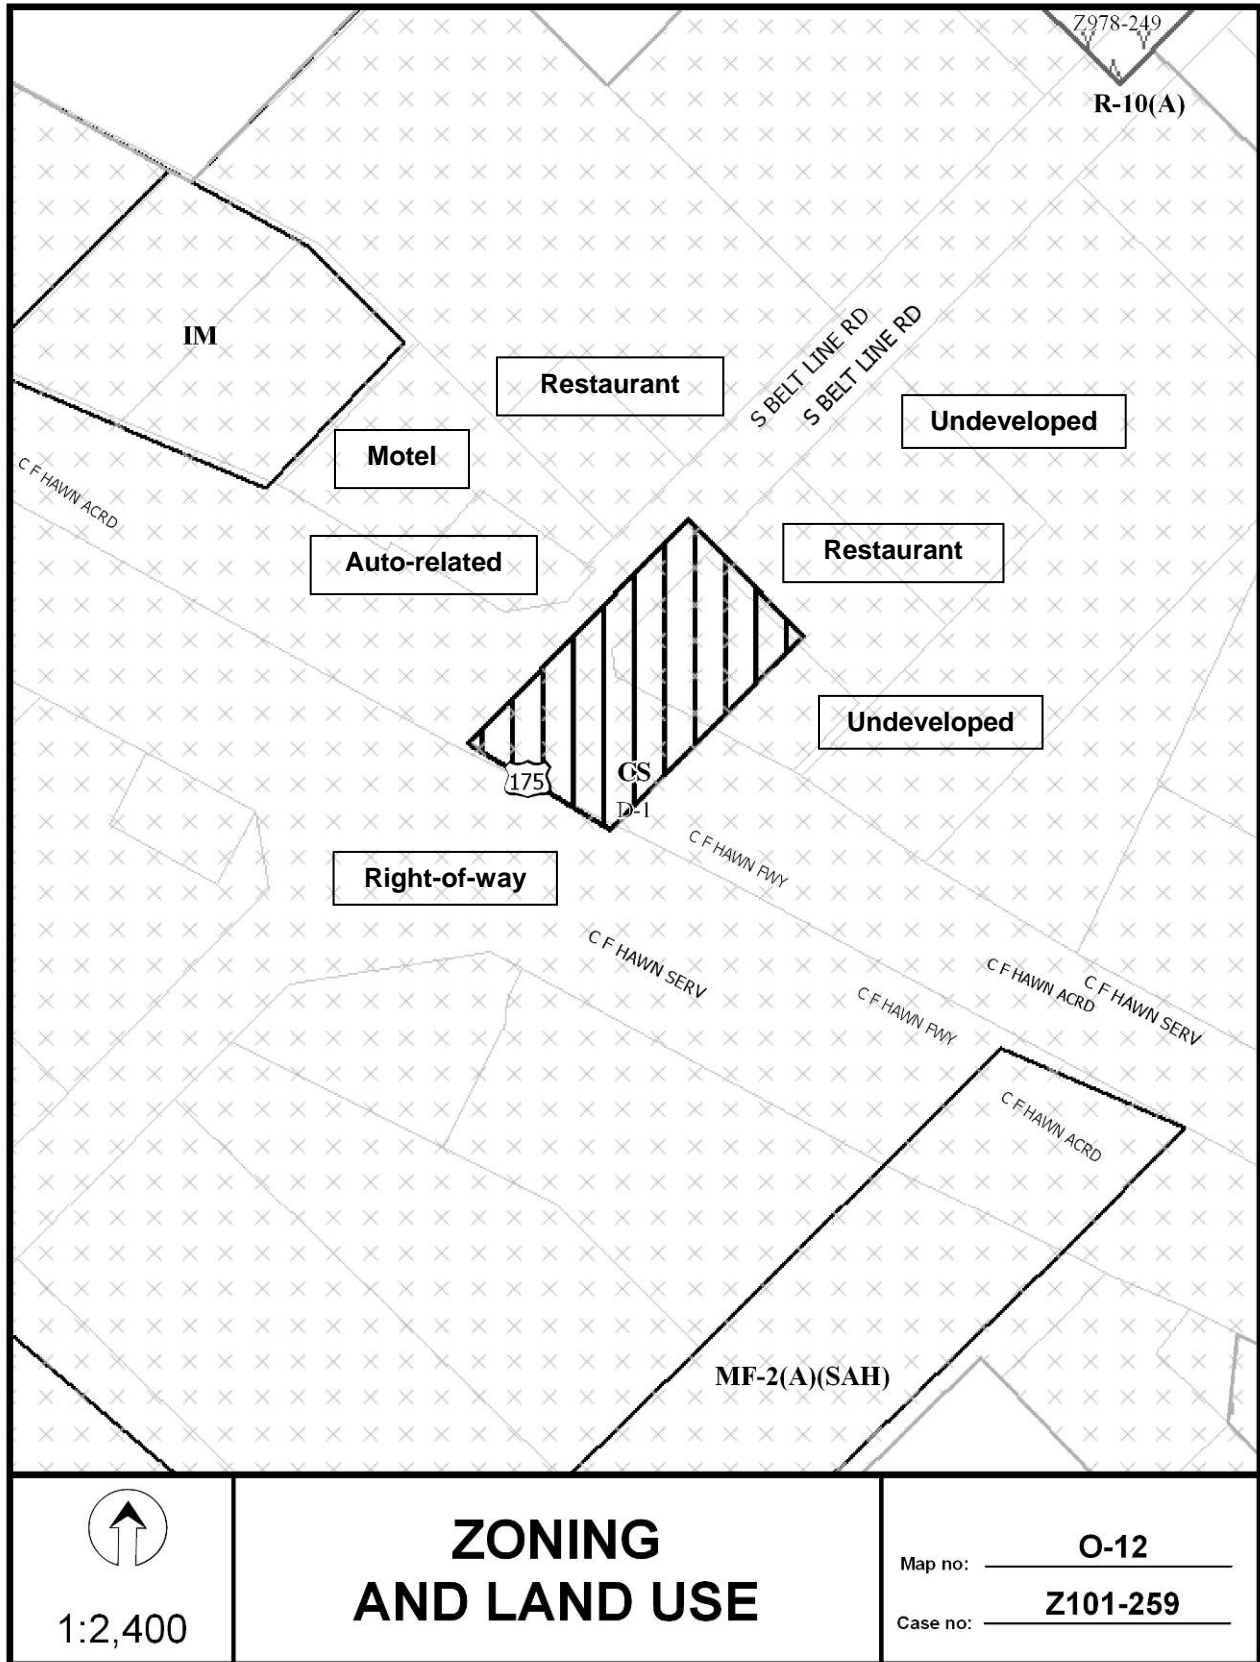 Z978-249
R-10(A)
IM
S BELT LINE RD
S BELT LINE RD
Restaurant
Undeveloped
Motel
C F HAWN ACRD
Auto-related
Restaurant
Undeveloped
175
CS
D-1
C F HAWN FWY
Right-of-way
C F HAWN SERV
C F HAWN FWY
C F HAWN ACRD
C F HAWN SERV
C F HAWN ACRD
MF-2(A)(SAH)
1:2,400
ZONING
AND LAND USE
Map no: O-12
Case no: Z101-259